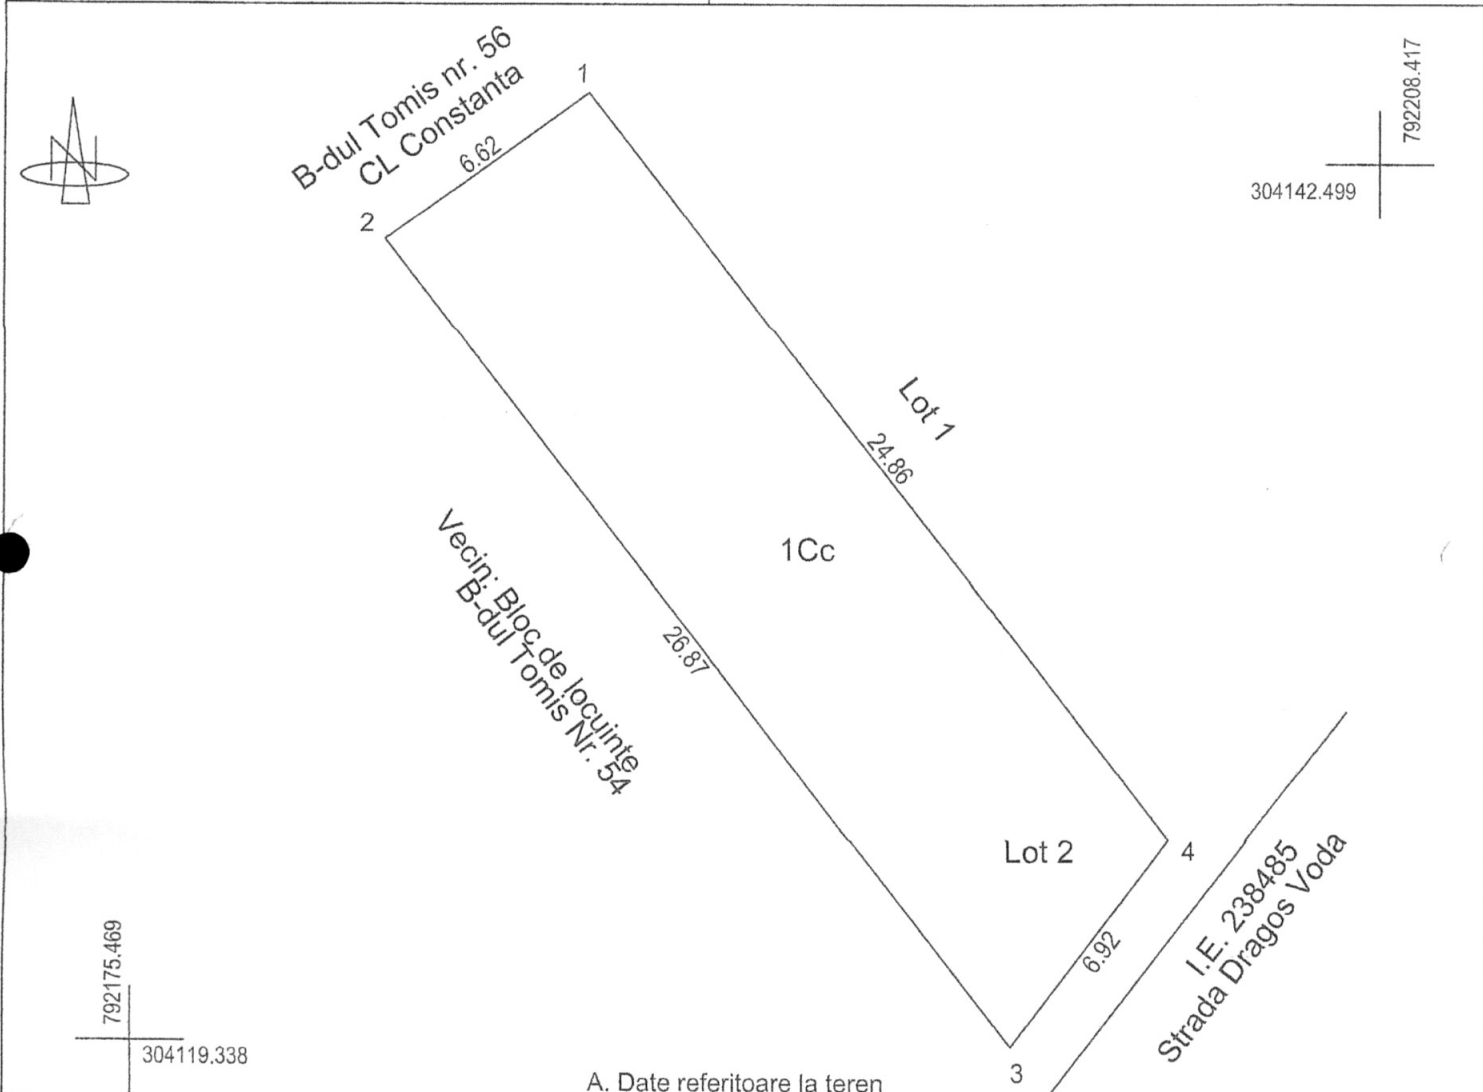 B-dul Tomis nr. 56
CL Constanta
1
6.62
2
N
792208.417
304142.499
Lot 1
24.86
1Cc
Vecin: Bloc de locuinte
B-dul Tomis Nr. 54
26.87
Lot 2
4
6.92
I.E. 238485
Strada Dragos Voda
3
792175.469
304119.338
A. Date referitoare la teren